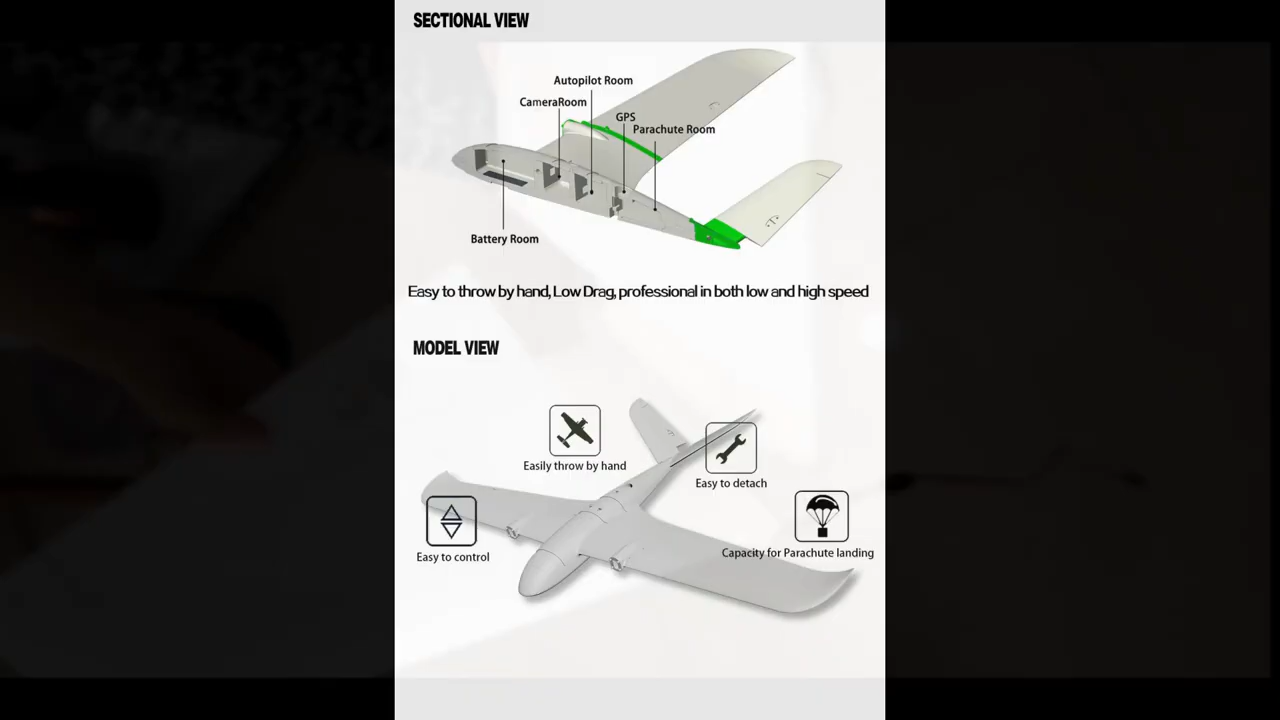 SECTIONAL VIEW
Autopilot Room
CameraRoom
GPS
Parachute Room
Battery Room
Easy to throw by hand, Low Drag, professional in both low and high speed
MODEL VIEW
Easily throw by hand
Easy to detach
Easy to control
Capacity for Parachute landing